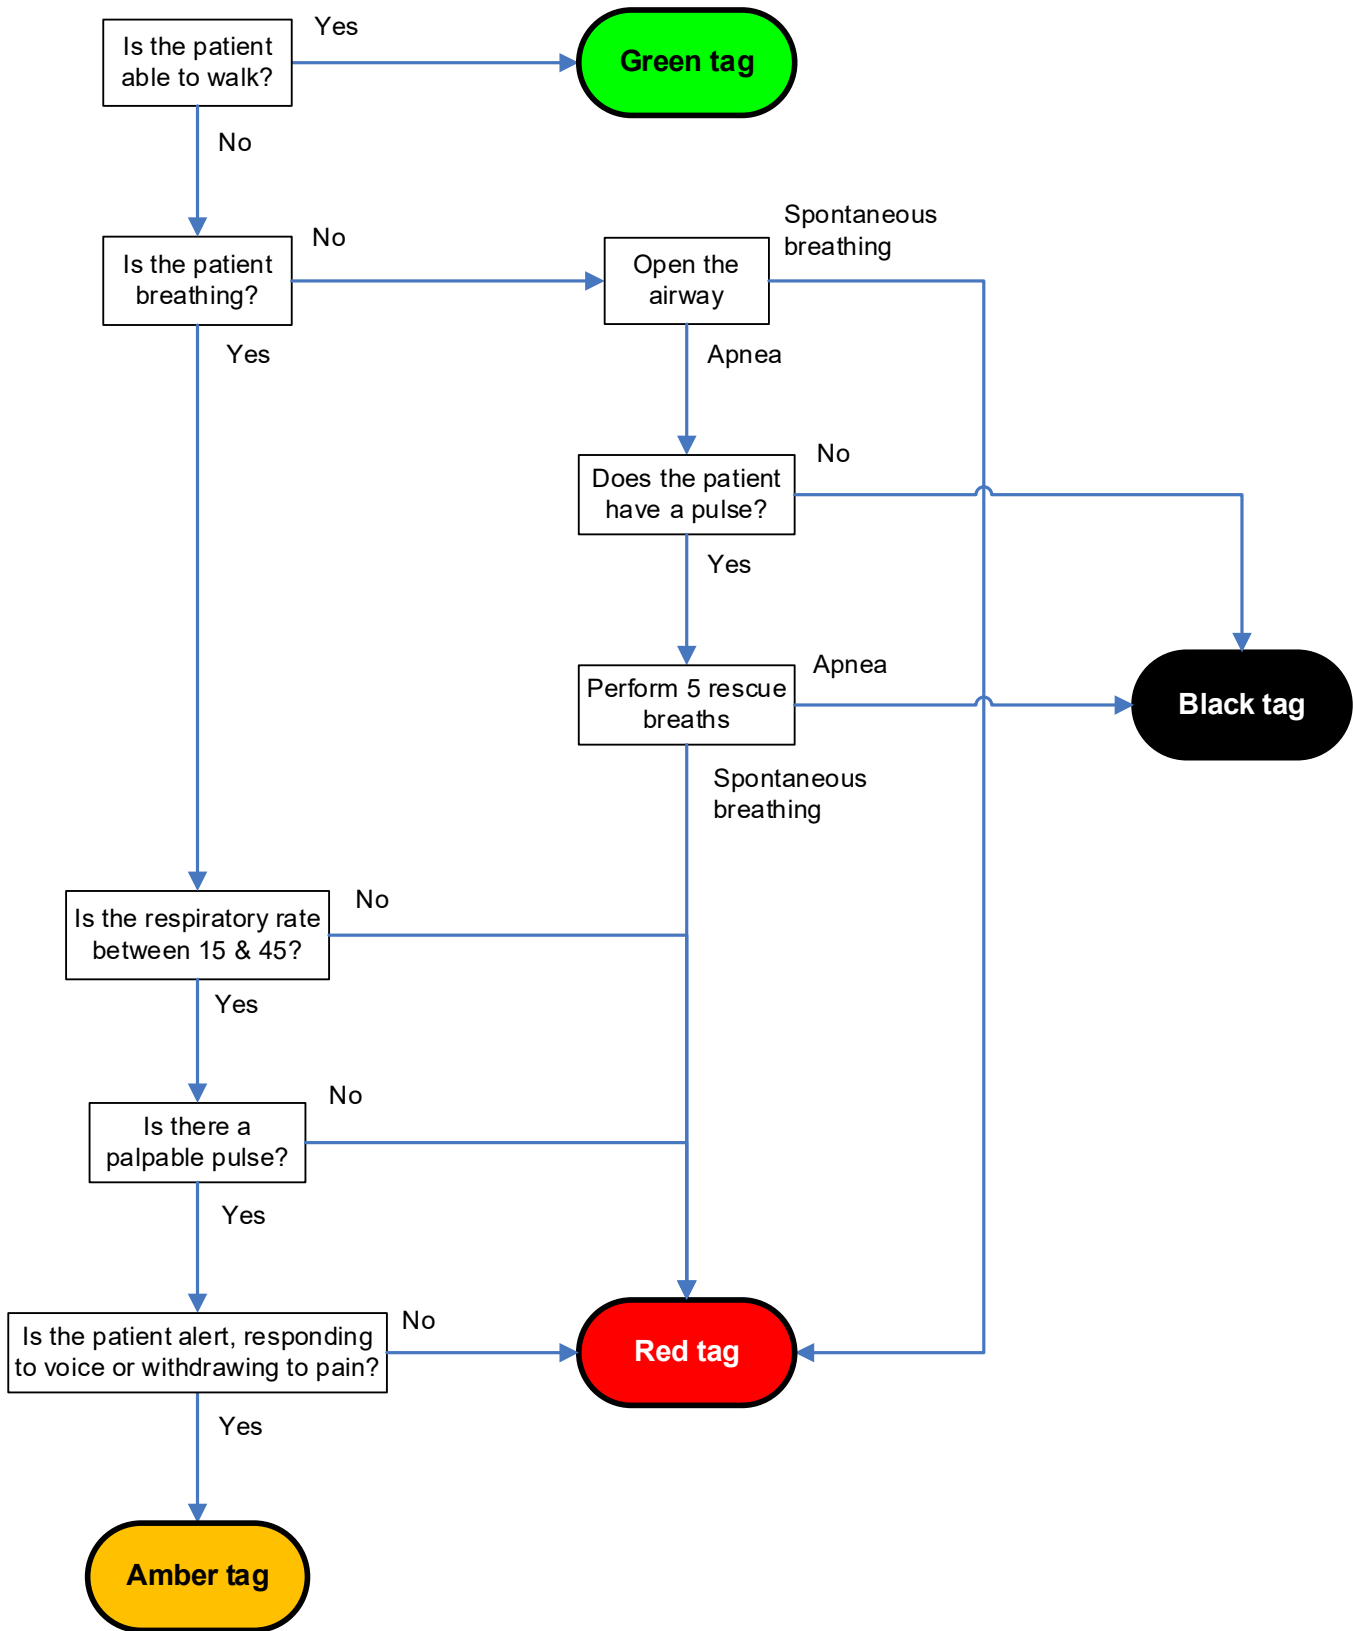 Is the patient
able to walk?
Yes
Green tag
No
Is the patient
breathing?
No
Open the
airway
Spontaneous
breathing
Yes
Apnea
Does the patient
have a pulse?
No
Yes
Perform 5 rescue
breaths
Apnea
Black tag
Spontaneous
breathing
Is the respiratory rate
between 15 & 45?
No
Yes
Is there a
palpable pulse?
No
Yes
Is the patient alert, responding
to voice or withdrawing to pain?
No
Red tag
Yes
Amber tag